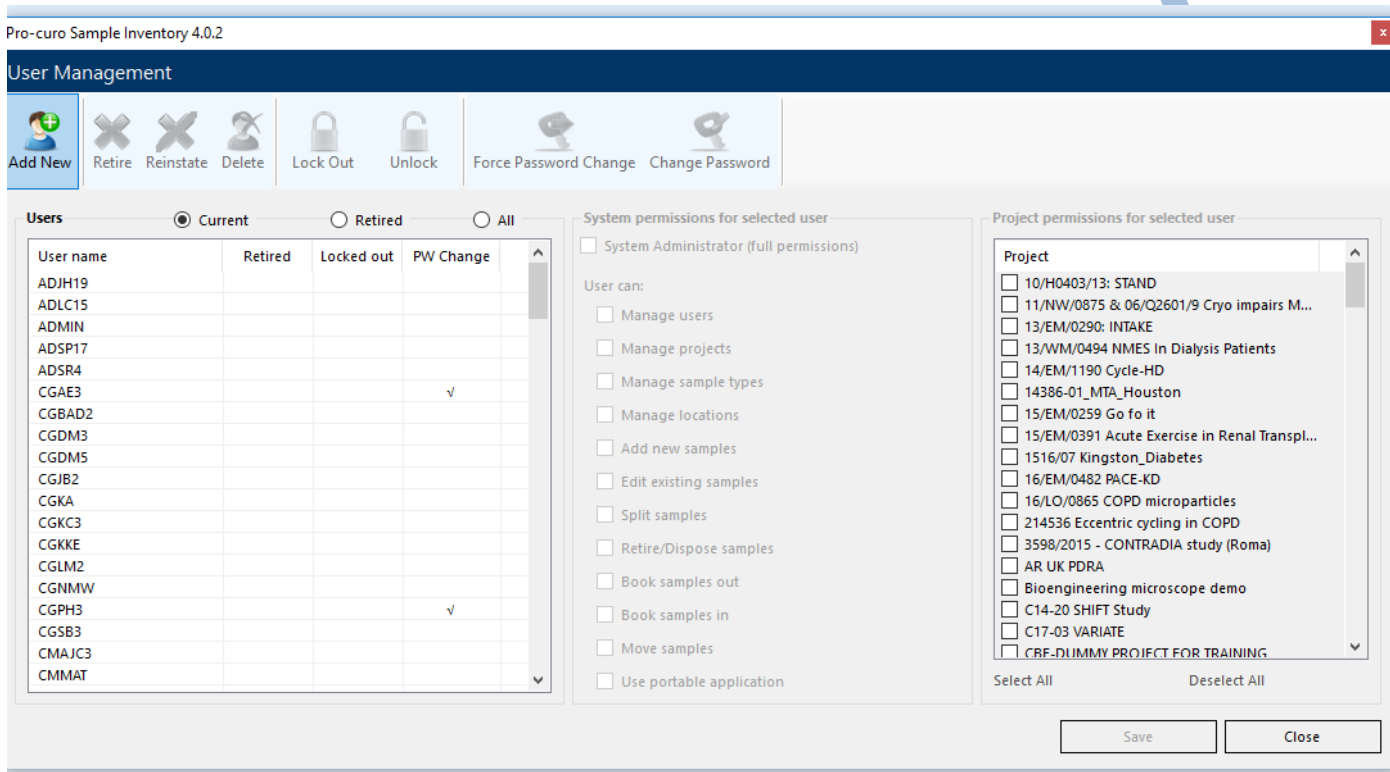 Pro-curo Sample Inventory 4.0.2
x
User Management
Add New Retire Reinstate Delete Lock Out Unlock Force Password Change Change Password
Users Current Retired All
User name Retired Locked out PW Change
ADJH19
ADLC15
ADMIN
ADSP17
ADSR4
CGAE3 √
CGBAD2
CGDM3
CGDM5
CGJB2
CGKA
CGKC3
CGKKE
CGLM2
CGNMW
CGPH3 √
CGSB3
CMAJC3
CMMAT
System permissions for selected user
System Administrator (full permissions)
User can:
Manage users
Manage projects
Manage sample types
Manage locations
Add new samples
Edit existing samples
Split samples
Retire/Dispose samples
Book samples out
Book samples in
Move samples
Use portable application
Project permissions for selected user
Project
10/H0403/13: STAND
11/NW/0875 & 06/Q2601/9 Cryo impairs M...
13/EM/0290: INTAKE
13/WM/0494 NMES In Dialysis Patients
14/EM/1190 Cycle-HD
14386-01_MTA_Houston
15/EM/0259 Go fo it
15/EM/0391 Acute Exercise in Renal Transpl...
1516/07 Kingston_Diabetes
16/EM/0482 PACE-KD
16/LO/0865 COPD microparticles
214536 Eccentric cycling in COPD
3598/2015 - CONTRADIA study (Roma)
AR UK PDRA
Bioengineering microscope demo
C14-20 SHIFT Study
C17-03 VARIATE
CBE-DUMMY PROJECT FOR TRAINING
Select All Deselect All
Save Close